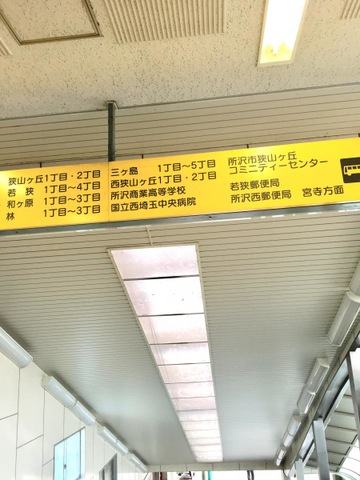 狭山ヶ丘1丁目・2丁目
若狭 1丁目〜4丁目
和ヶ原 1丁目〜3丁目
林 1丁目〜3丁目
三ヶ島 1丁目〜5丁目
西狭山ヶ丘1丁目・2丁目
所沢商業高等学校
国立西埼玉中央病院
所沢市狭山ヶ丘
コミニティーセンター
若狭郵便局
所沢西郵便局 宮寺方面